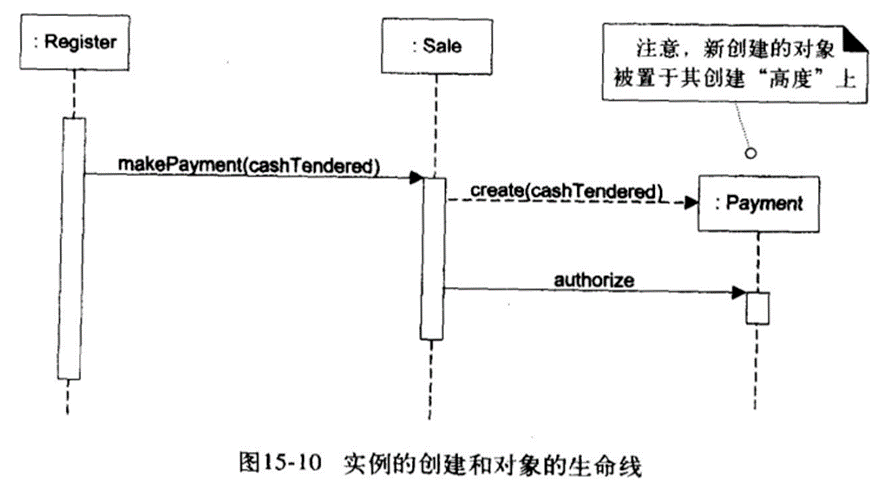 : Register
: Sale
注意，新创建的对象
被置于其创建“高度”上
makePayment(cashTendered)
create(cashTendered)
: Payment
authorize
图15-10 实例的创建和对象的生命线